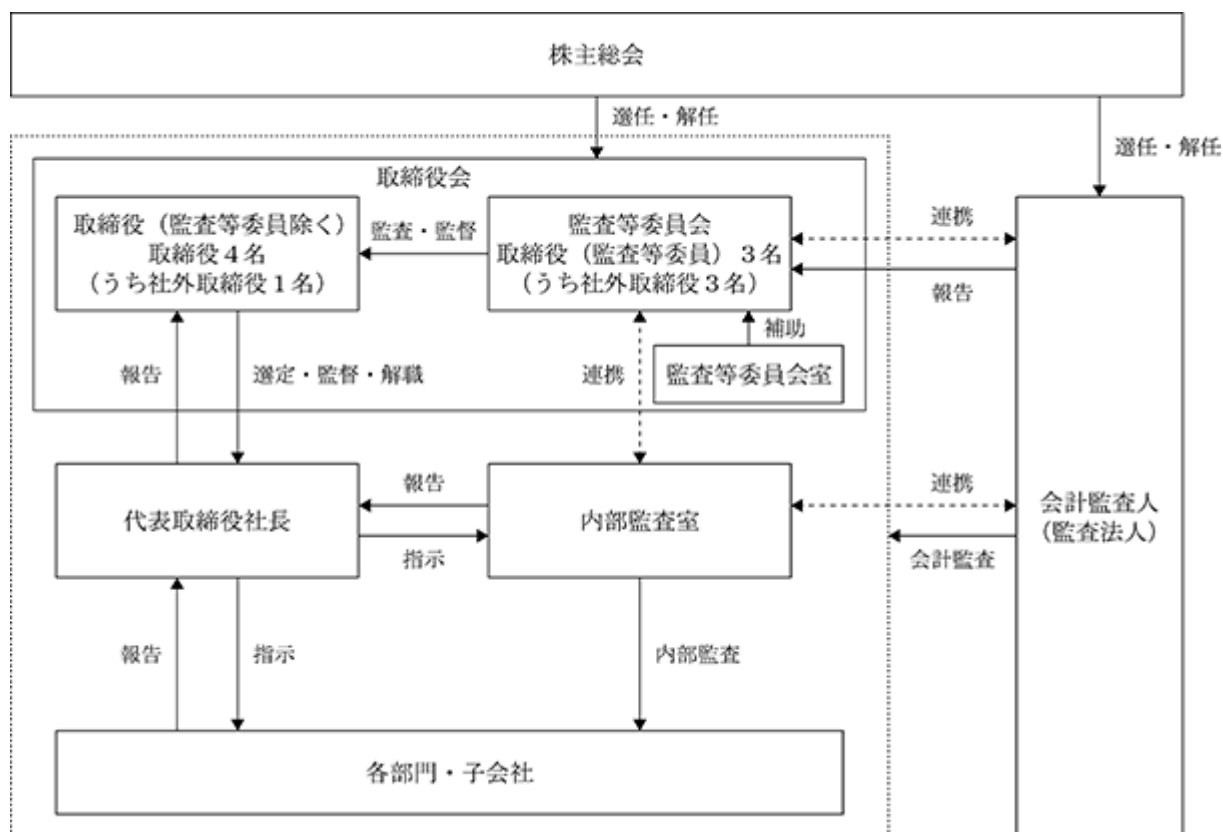 株主総会
選任・解任
選任・解任
取締役会
取締役（監査等委員除く）
取締役４名
（うち社外取締役１名）
監査・監督
監査等委員会
取締役（監査等委員）３名
（うち社外取締役３名）
連携
報告
補助
監査等委員会室
報告
選定・監督・解職
連携
代表取締役社長
報告
指示
内部監査室
連携
会計監査
会計監査人
（監査法人）
報告
指示
内部監査
各部門・子会社